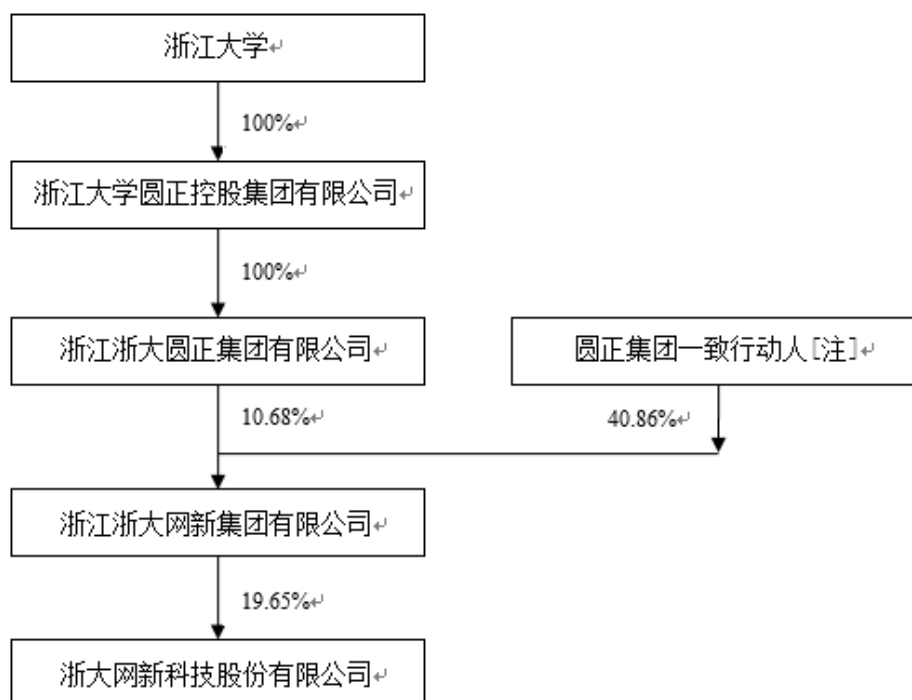 浙江大学
100%
浙江大学圆正控股集团有限公司
100%
浙江浙大圆正集团有限公司
圆正集团一致行动人[注]
10.68%
40.86%
浙江浙大网新集团有限公司
19.65%
浙大网新科技股份有限公司